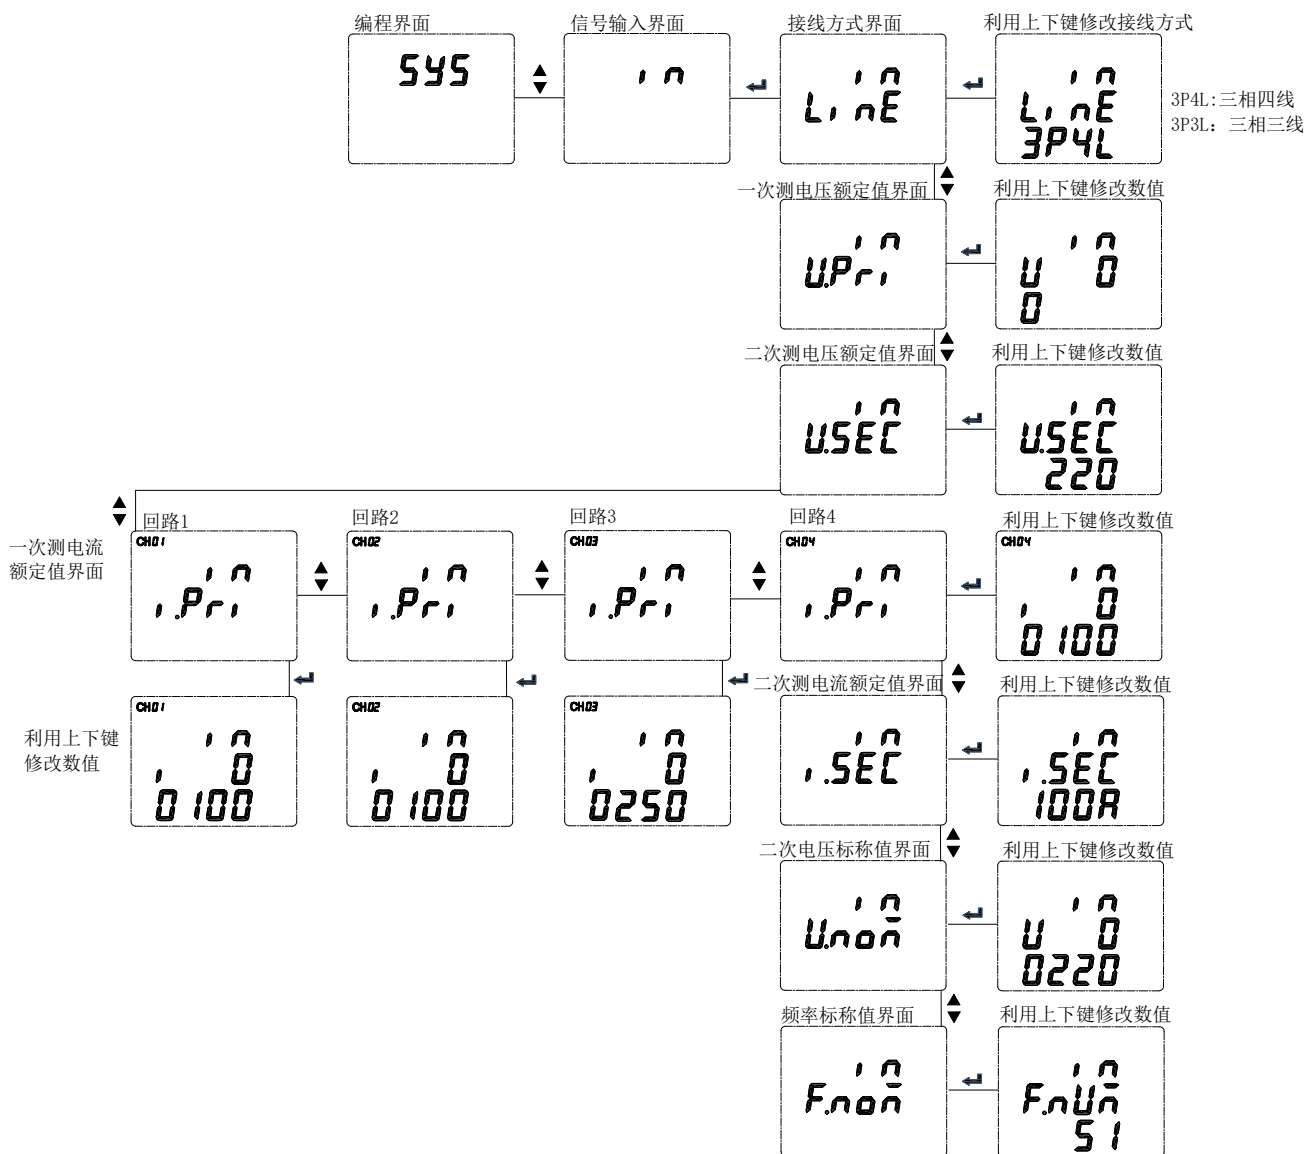 编程界面
信号输入界面
接线方式界面
利用上下键修改接线方式
SYS
in
in
LinE
in
LinE
3P4L
3P4L:三相四线
3P3L：三相三线
一次测电压额定值界面
利用上下键修改数值
in
U.Pri
in
U 0
0
二次测电压额定值界面
利用上下键修改数值
in
U.SEC
in
U.SEC
220
一次测电流
额定值界面
回路1
回路2
回路3
回路4
利用上下键修改数值
CH01
in
i.Pri
CH02
in
i.Pri
CH03
in
i.Pri
CH04
in
i.Pri
CH04
in
i 0
0100
利用上下键
修改数值
CH01
in
i 0
0100
CH02
in
i 0
0100
CH03
in
i 0
0250
二次测电流额定值界面
利用上下键修改数值
in
i.SEC
in
i.SEC
100A
二次电压标称值界面
利用上下键修改数值
in
U.nom
in
U 0
0220
频率标称值界面
利用上下键修改数值
in
F.nom
in
F.nUm
51